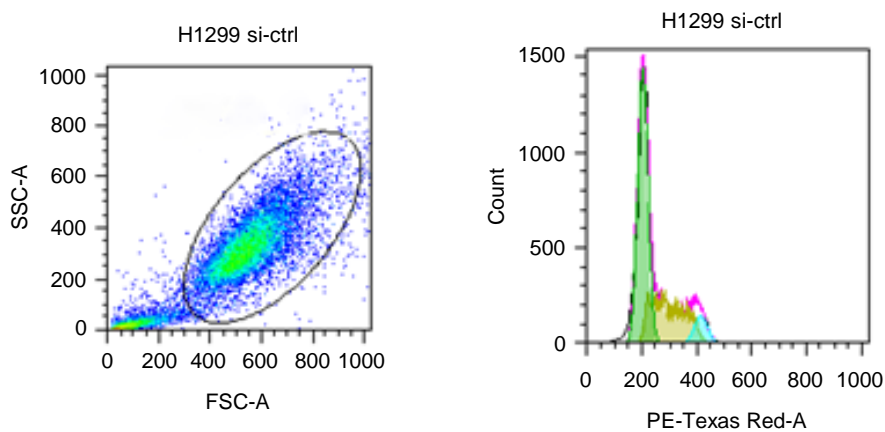 H1299 si-ctrl
1000
800
600
400
200
0
SSC-A
0 200 400 600 800 1000
FSC-A
H1299 si-ctrl
1500
1000
500
0
Count
0 200 400 600 800 1000
PE-Texas Red-A